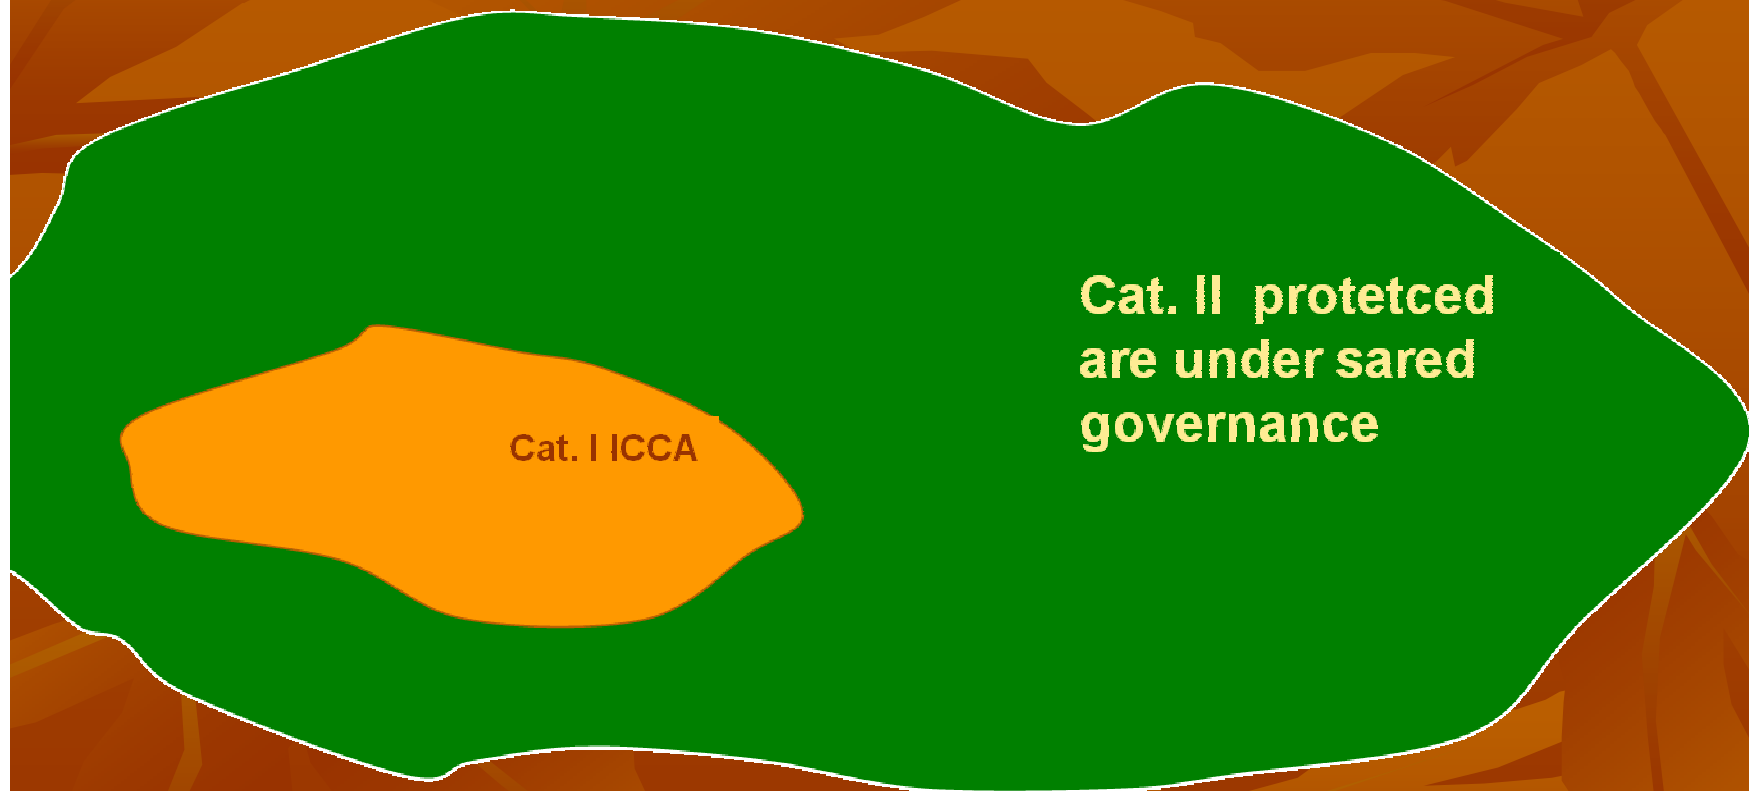 Cat. II protetced
are under sared
governance
Cat. I ICCA